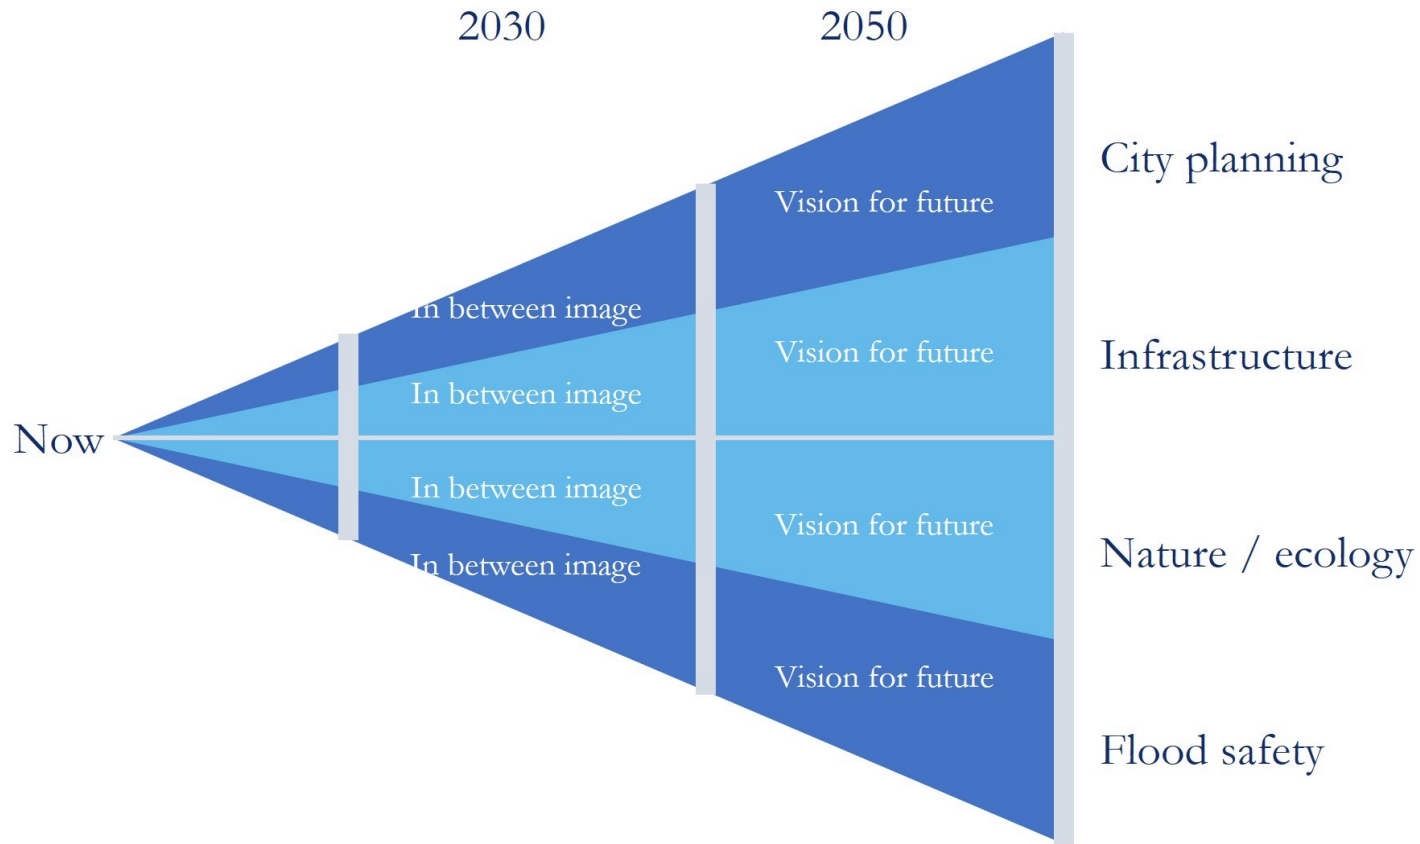 2030
2050
City planning
Vision for future
In between image
Infrastructure
Vision for future
In between image
Now
In between image
Vision for future
Nature / ecology
In between image
Vision for future
Flood safety